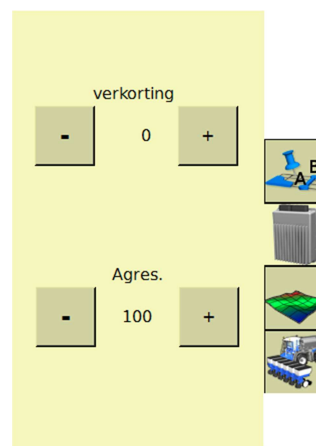 verkorting
- 0 +
Agres.
- 100 +
A B